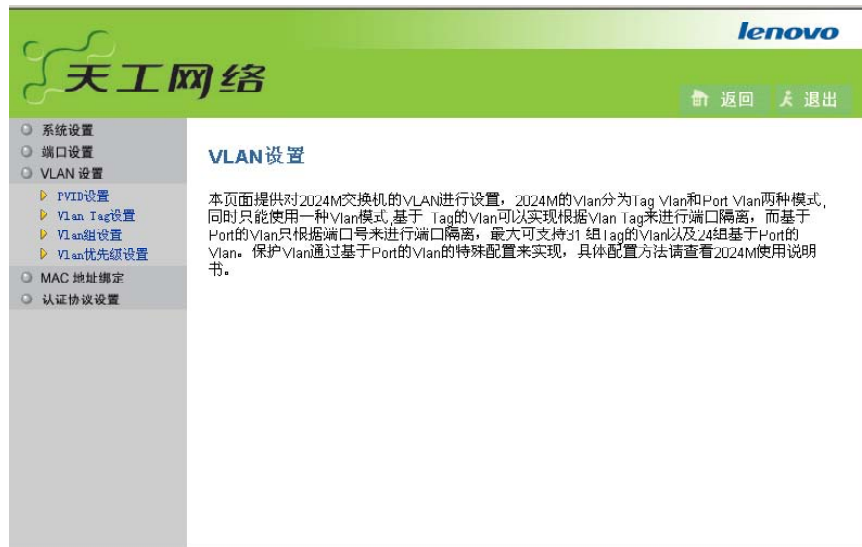 lenovo
天工网络
返回 退出
系统设置
端口设置
VLAN 设置
PVID设置
Vlan Tag设置
Vlan组设置
Vlan优先级设置
MAC 地址绑定
认证协议设置
VLAN设置
本页面提供对2024M交换机的VLAN进行设置，2024M的Vlan分为Tag Vlan和Port Vlan两种模式,
同时只能使用一种Vlan模式,基于 Tag的Vlan可以实现根据Vlan Tag来进行端口隔离，而基于
Port的Vlan只根据端口号来进行端口隔离，最大可支持31 组Tag的Vlan以及24组基于Port的
Vlan。保护Vlan通过基于Port的Vlan的特殊配置来实现，具体配置方法请查看2024M使用说明
书。